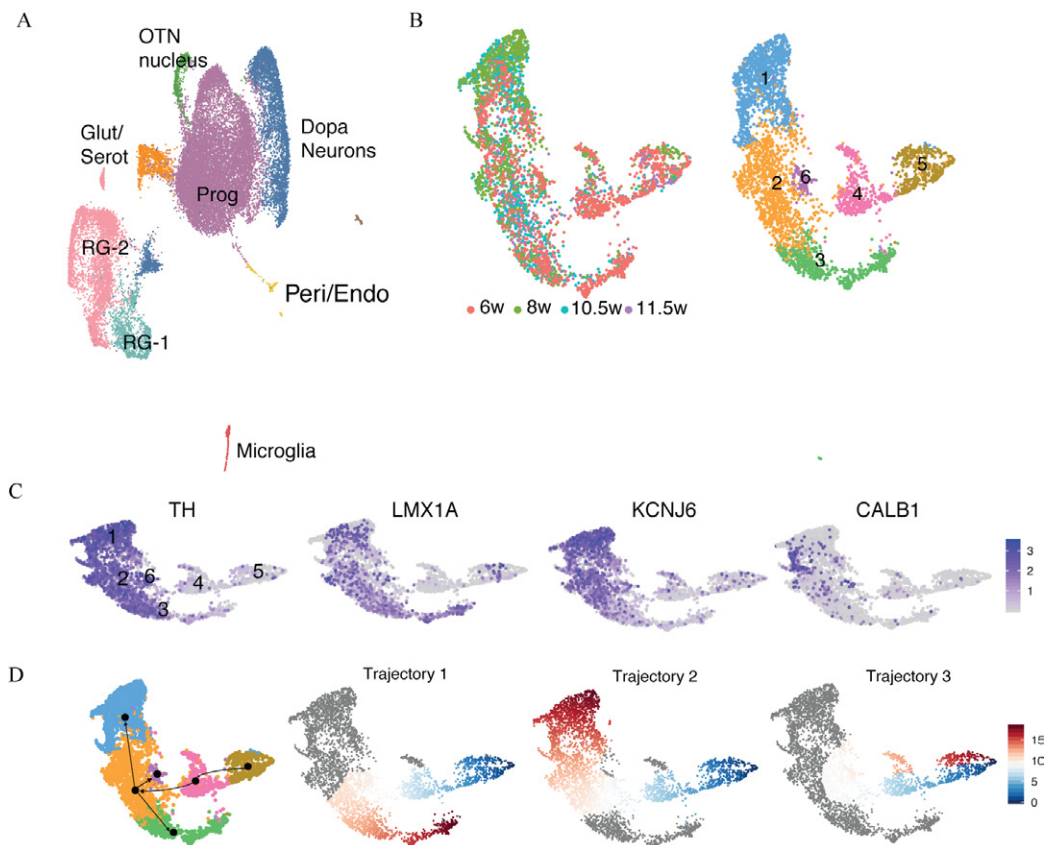 A
OTN
nucleus
Glut/
Serot
Dopa
Neurons
Prog
RG-2
Peri/Endo
RG-1
Microglia
B
6w 8w 10.5w 11.5w
1
2
6
5
4
3
C
TH LMX1A KCNJ6 CALB1
1
2
6
4
5
3
3
2
1
D
Trajectory 1 Trajectory 2 Trajectory 3
15
10
5
0